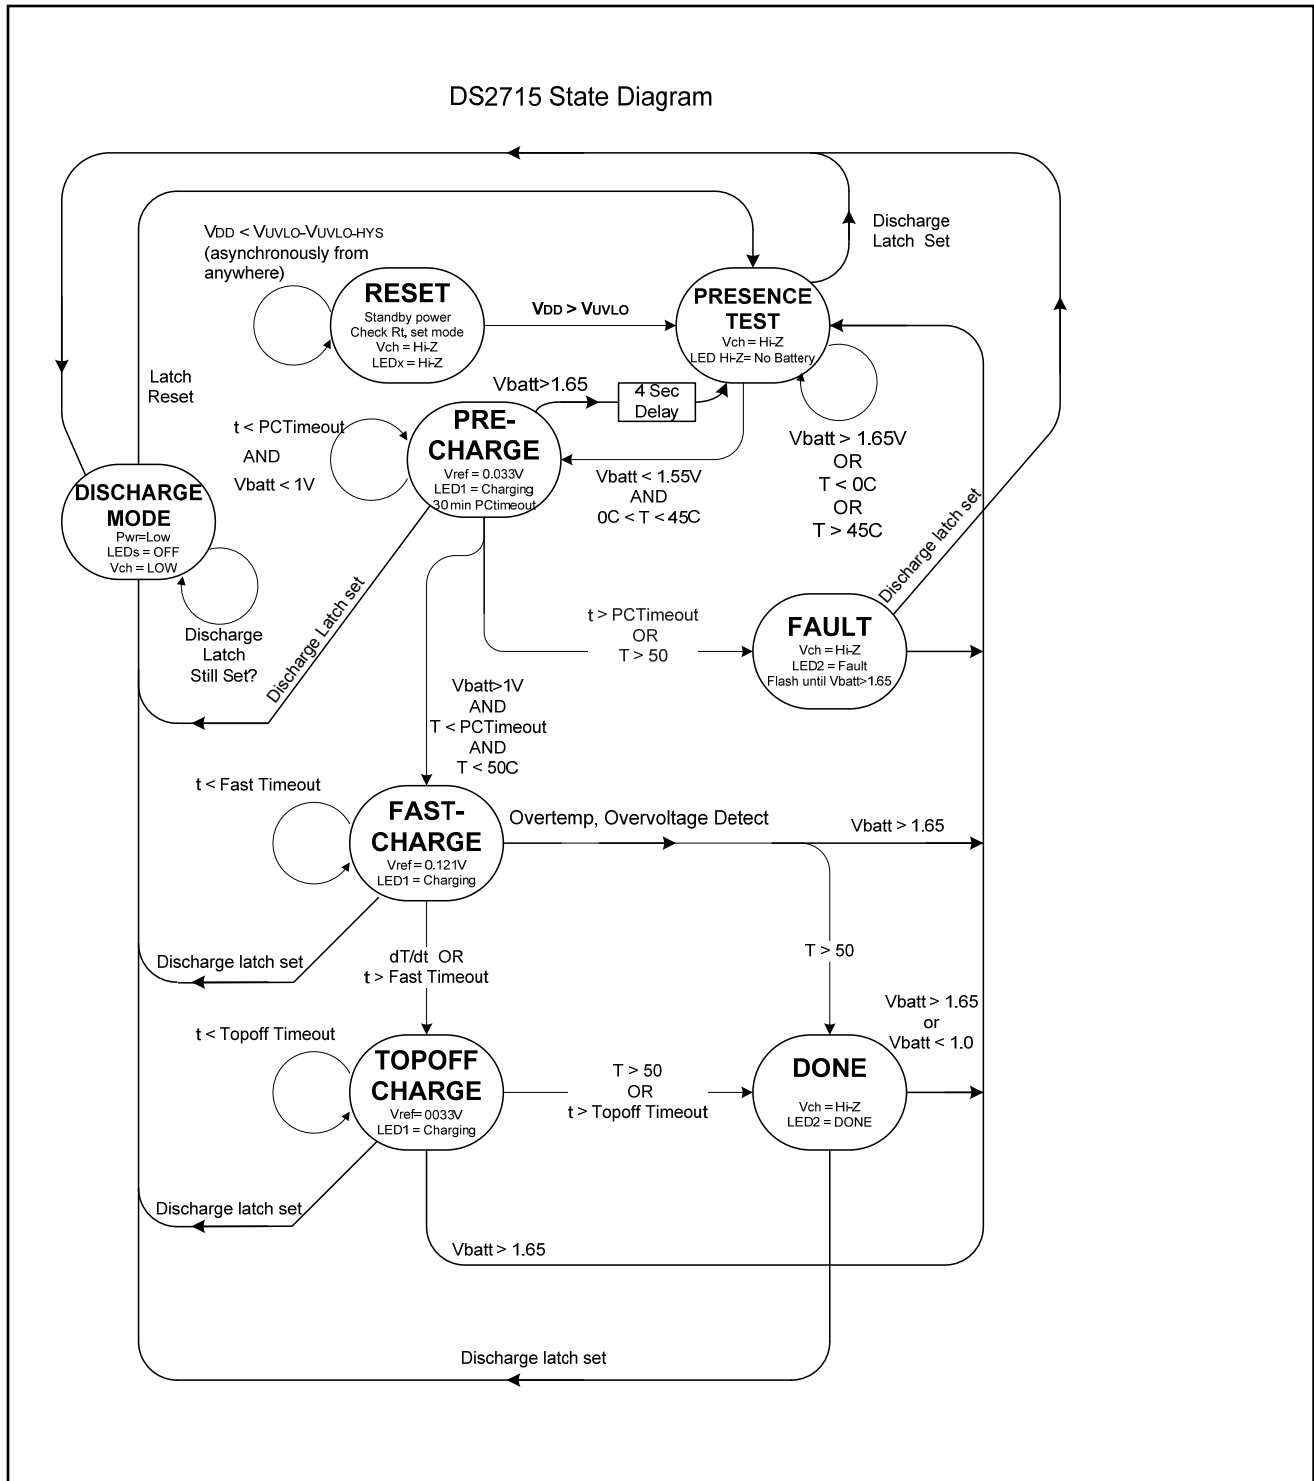 DS2715 State Diagram
Discharge
Latch Set
VDD < VUVLO-VUVLO-HYS
(asynchronously from
anywhere)
RESET
Standby power
Check Rt, set mode
Vch = Hi-Z
LEDx = Hi-Z
VDD > VUVLO
PRESENCE
TEST
Vch = Hi-Z
LED Hi-Z= No Battery
Latch
Reset
Vbatt>1.65
4 Sec
Delay
t < PCTimeout
AND
Vbatt < 1V
PRE-
CHARGE
Vref = 0.033V
LED1 = Charging
30 min PCtimeout
Vbatt < 1.55V
AND
0C < T < 45C
Vbatt > 1.65V
OR
T < 0C
OR
T > 45C
DISCHARGE
MODE
Pwr=Low
LEDs = OFF
Vch = LOW
Discharge
Latch
Still Set?
Discharge Latch set
Discharge latch set
t > PCTimeout
OR
T > 50
FAULT
Vch = Hi-Z
LED2 = Fault
Flash until Vbatt>1.65
Vbatt>1V
AND
T < PCTimeout
AND
T < 50C
t < Fast Timeout
FAST-
CHARGE
Vref = 0.121V
LED1 = Charging
Overtemp, Overvoltage Detect
Vbatt > 1.65
Discharge latch set
dT/dt OR
t > Fast Timeout
T > 50
Vbatt > 1.65
or
Vbatt < 1.0
t < Topoff Timeout
TOPOFF
CHARGE
Vref= 0033V
LED1 = Charging
T > 50
OR
t > Topoff Timeout
DONE
Vch = Hi-Z
LED2 = DONE
Discharge latch set
Vbatt > 1.65
Discharge latch set